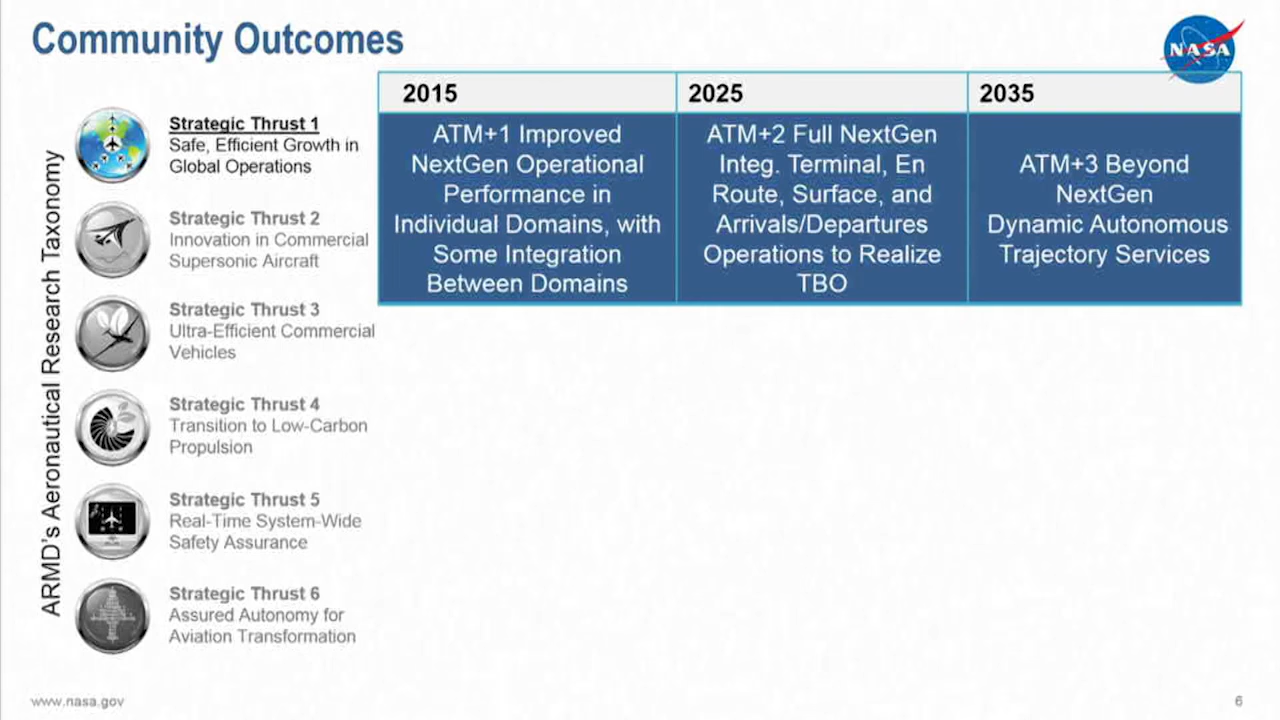 Community Outcomes
NASA
2015
2025
2035
ARMD's Aeronautical Research Taxonomy
Strategic Thrust 1
Safe, Efficient Growth in
Global Operations
ATM+1 Improved
NextGen Operational
Performance in
Individual Domains, with
Some Integration
Between Domains
ATM+2 Full NextGen
Integ. Terminal, En
Route, Surface, and
Arrivals/Departures
Operations to Realize
TBO
ATM+3 Beyond
NextGen
Dynamic Autonomous
Trajectory Services
Strategic Thrust 2
Innovation in Commercial
Supersonic Aircraft
Strategic Thrust 3
Ultra-Efficient Commercial
Vehicles
Strategic Thrust 4
Transition to Low-Carbon
Propulsion
Strategic Thrust 5
Real-Time System-Wide
Safety Assurance
Strategic Thrust 6
Assured Autonomy for
Aviation Transformation
www.nasa.gov
6